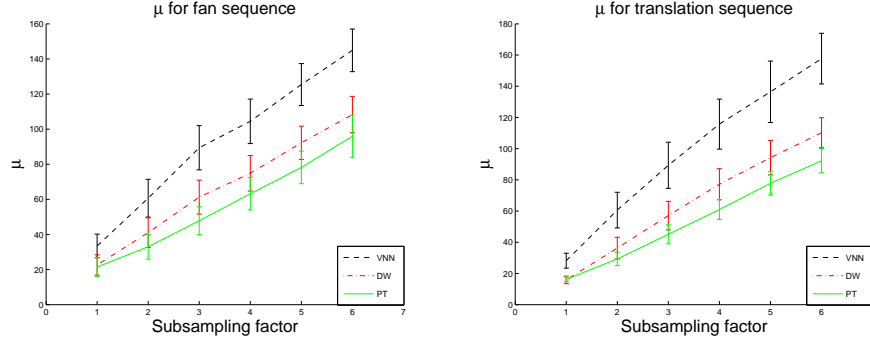 μ for fan sequence
160
140
120
100
80
60
40
20
0
μ
0 1 2 3 4 5 6 7
Subsampling factor
VNN
DW
PT
μ for translation sequence
180
160
140
120
100
80
60
40
20
0
μ
0 1 2 3 4 5 6
Subsampling factor
VNN
DW
PT